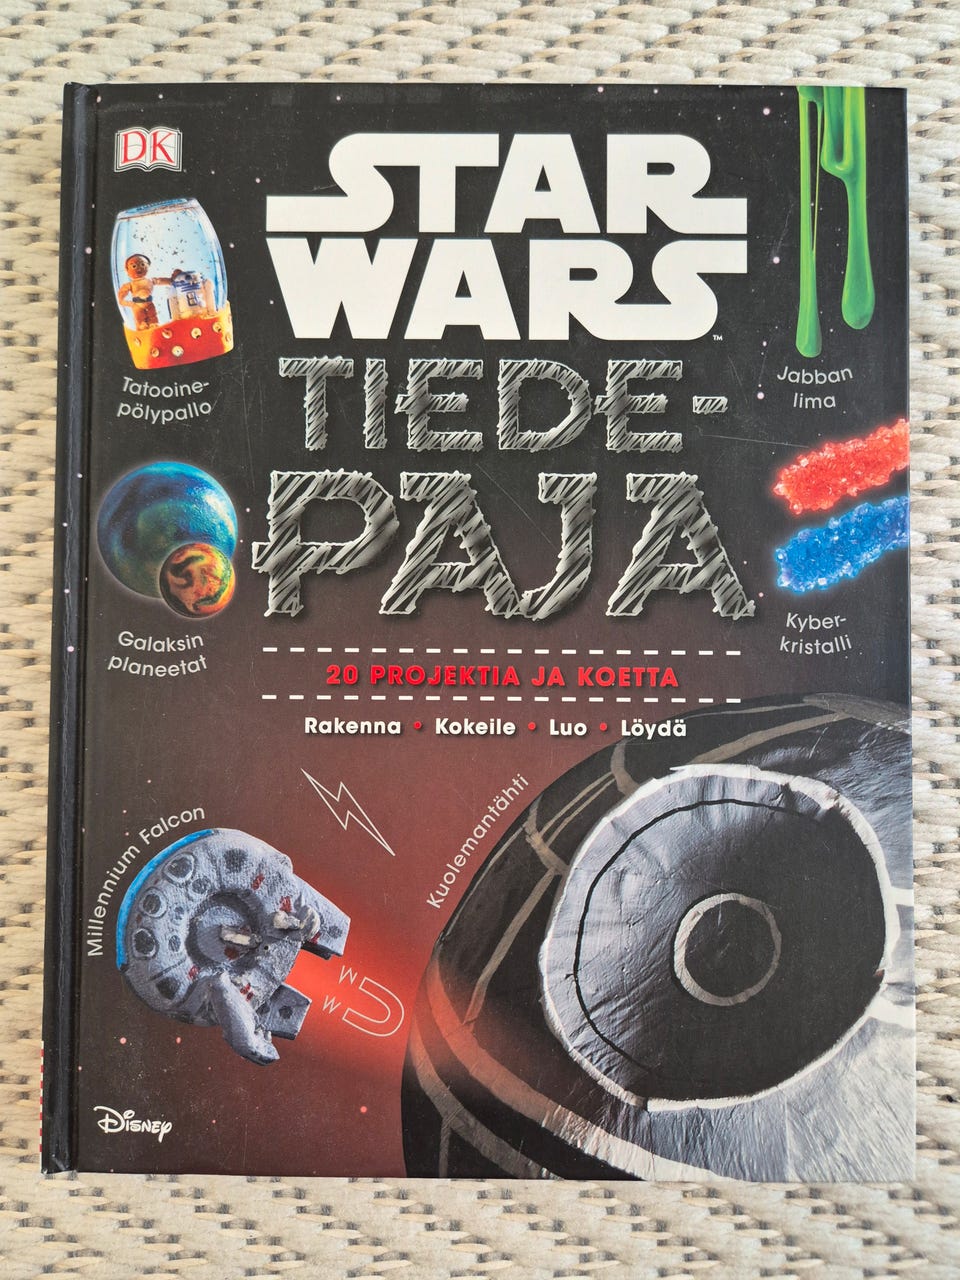 DK
STAR
WARS™
TIEDE-
PAJA
Tatooine-
pölypallo
Jabban
lima
Galaksin
planeetat
Kyber-
kristalli
20 PROJEKTIA JA KOETTA
Rakenna • Kokeile • Luo • Löydä
Millennium Falcon
Kuolemantähti
Disney